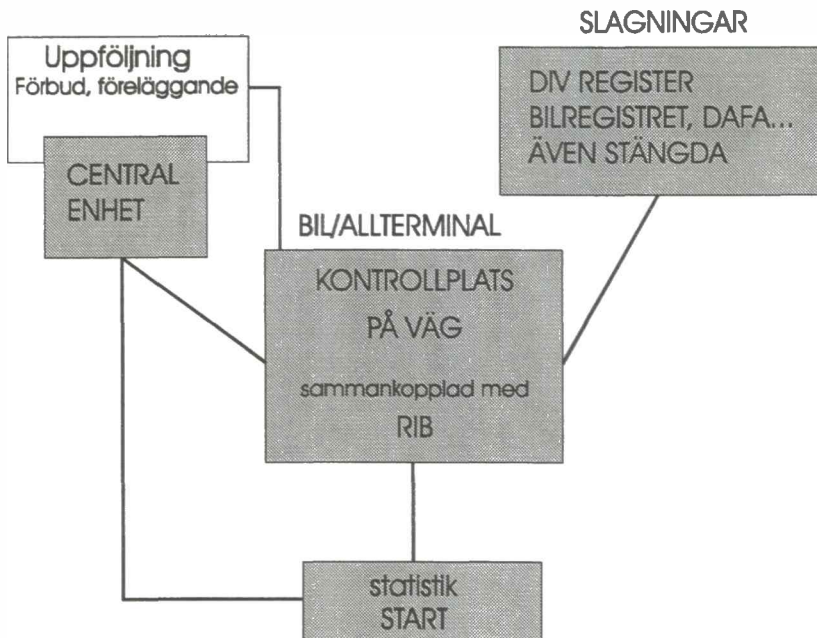 SLAGNINGAR
Uppföljning
Förbud, föreläggande
DIV REGISTER
BILREGISTRET, DAFA...
ÄVEN STÄNGDA
CENTRAL
ENHET
BIL/ALLTERMINAL
KONTROLLPLATS
PÅ VÄG
sammankopplad med
RIB
statistik
START